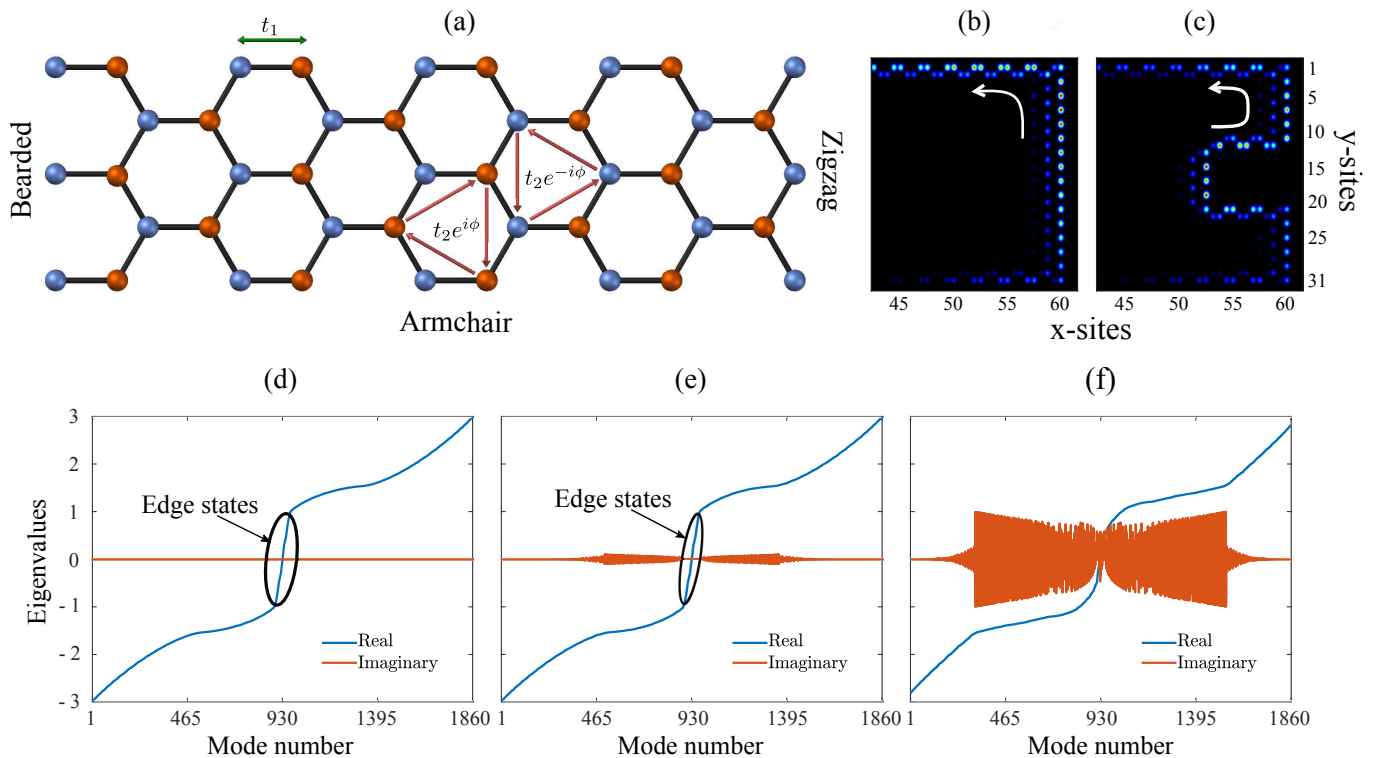 (a)
(b)
(c)
t₁
Bearded
Zigzag
Armchair
t₂e^{-iϕ}
t₂e^{iϕ}
1
5
10
15
20
25
31
y-sites
45 50 55 60
45 50 55 60
x-sites
(d)
(e)
(f)
Eigenvalues
3
2
1
0
- 1
- 2
- 3
Edge states
Real
Imaginary
1 465 930 1395 1860
Mode number
Edge states
Real
Imaginary
1 465 930 1395 1860
Mode number
Real
Imaginary
1 465 930 1395 1860
Mode number